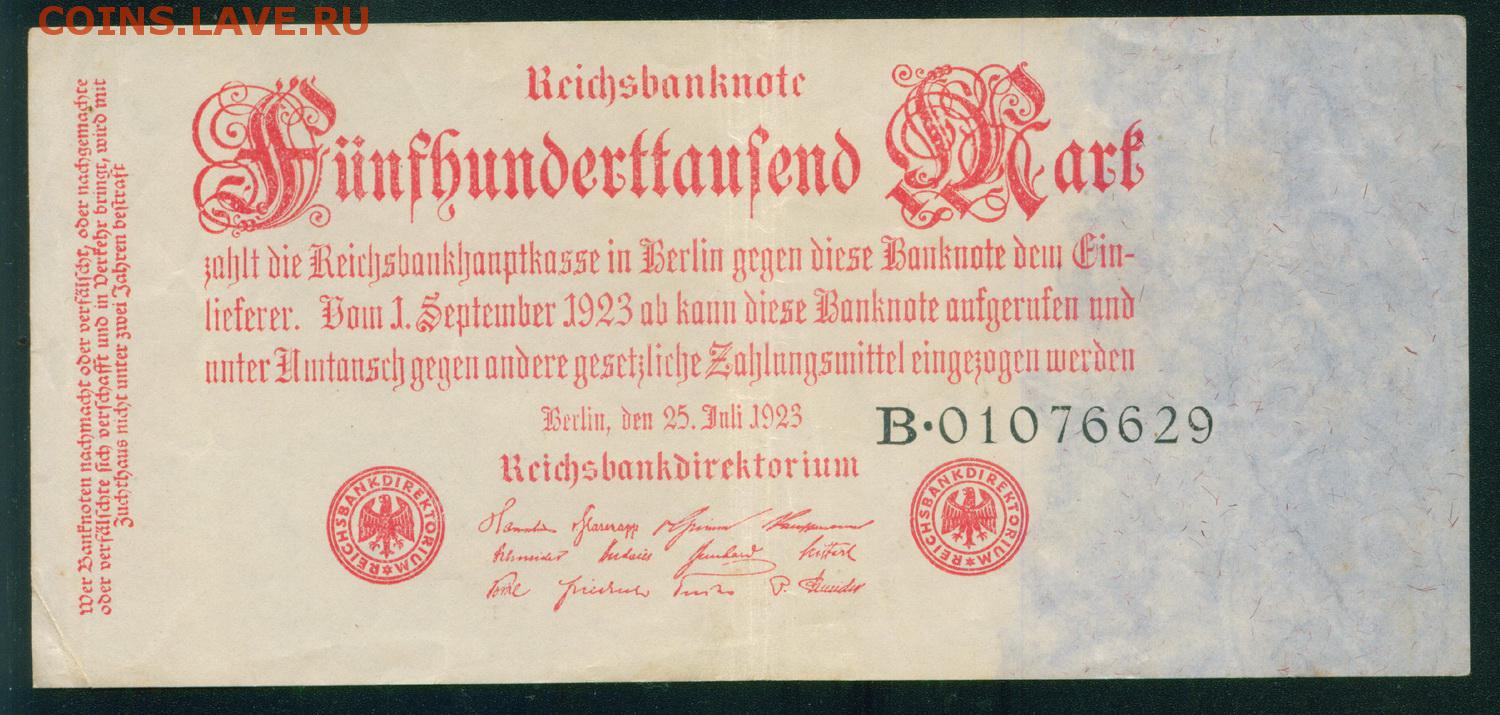 COINS.LAVE.RU
Reichsbanknote
Fünfhunderttausend Mark
zahlt die Reichsbankhauptkasse in Berlin gegen diese Banknote dem Ein-
lieferer. Vom 1. September 1923 ab kann diese Banknote aufgerufen und
unter Umtausch gegen andere gesetzliche Zahlungsmittel eingezogen werden
Berlin, den 25. Juli 1923
B·01076629
Reichsbankdirektorium
REICHSBANKDIREKTORIUM
REICHSBANKDIREKTORIUM
Wer Banknoten nachmacht oder verfälscht, oder nachgemachte
oder verfälschte sich verschafft und in Verkehr bringt, wird mit
Zuchthaus nicht unter zwei Jahren bestraft